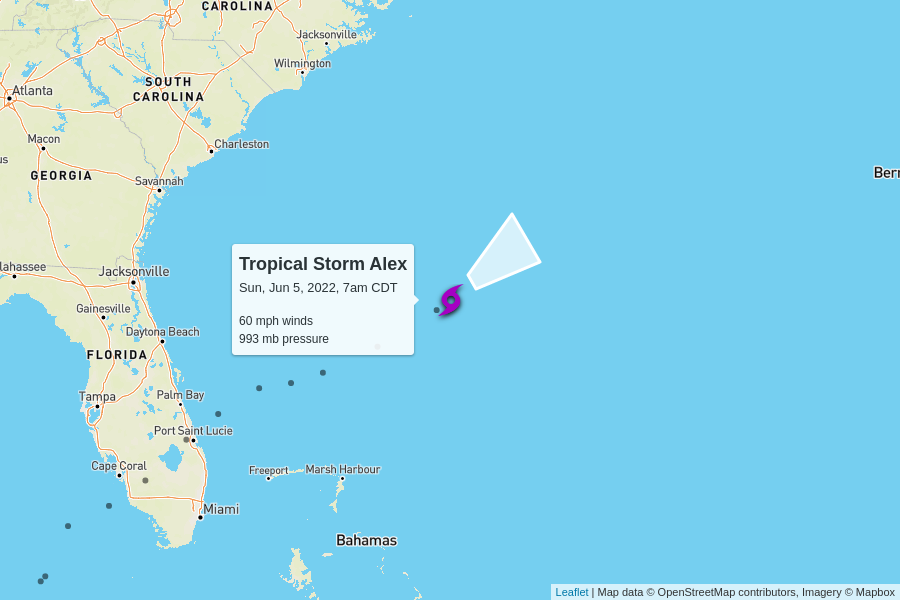 CAROLINA
Jacksonville
Wilmington
SOUTH
CAROLINA
Atlanta
Charleston
Macon
us
GEORGIA
Savannah
Bern
lahassee
Jacksonville
Tropical Storm Alex
Sun, Jun 5, 2022, 7am CDT
60 mph winds
993 mb pressure
Gainesville
Daytona Beach
FLORIDA
Tampa
Palm Bay
Port Saint Lucie
Cape Coral
Freeport
Marsh Harbour
Miami
Bahamas
Leaflet | Map data © OpenStreetMap contributors, Imagery © Mapbox